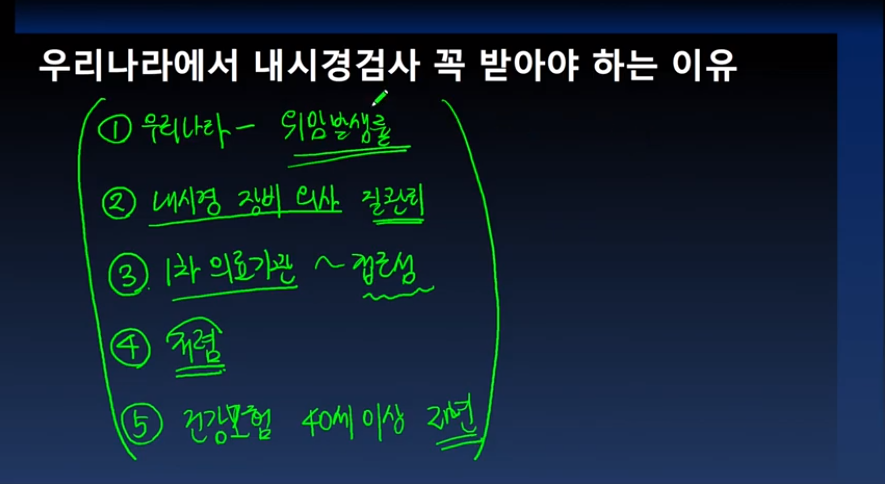 우리나라에서 내시경검사 꼭 받아야 하는 이유
① 우리나라 - 위암발생률
② 내시경 장비 의사 질관리
③ 1차 의료기관 ~ 접근성
④ 저렴
⑤ 건강보험 40세 이상 2년